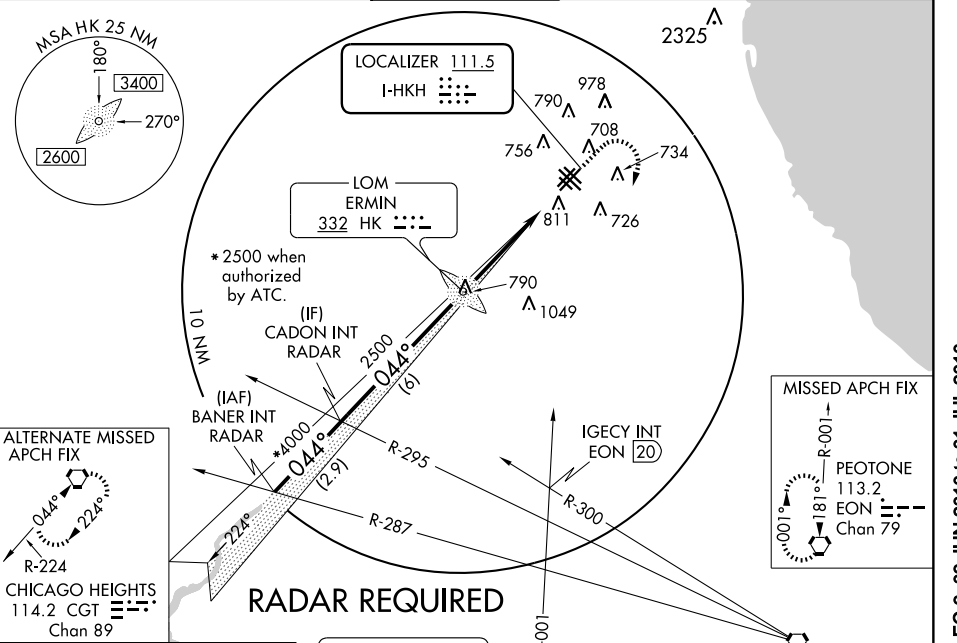 MSA HK 25 NM
180°
3400
270°
2600
LOCALIZER 111.5
I-HKH
2325
978
790
708
756
734
811
726
LOM
ERMIN
332 HK
* 2500 when
authorized
by ATC.
790
1049
10 NM
(IF)
CADON INT
RADAR
2500
044°
(6)
(IAF)
BANER INT
RADAR
*4000
044°
(2.9)
R-295
R-287
224°
IGECY INT
EON 20
R-300
MISSED APCH FIX
R-001
PEOTONE
113.2
EON
Chan 79
181°
001°
ALTERNATE MISSED
APCH FIX
044°
224°
R-224
CHICAGO HEIGHTS
114.2 CGT
Chan 89
RADAR REQUIRED